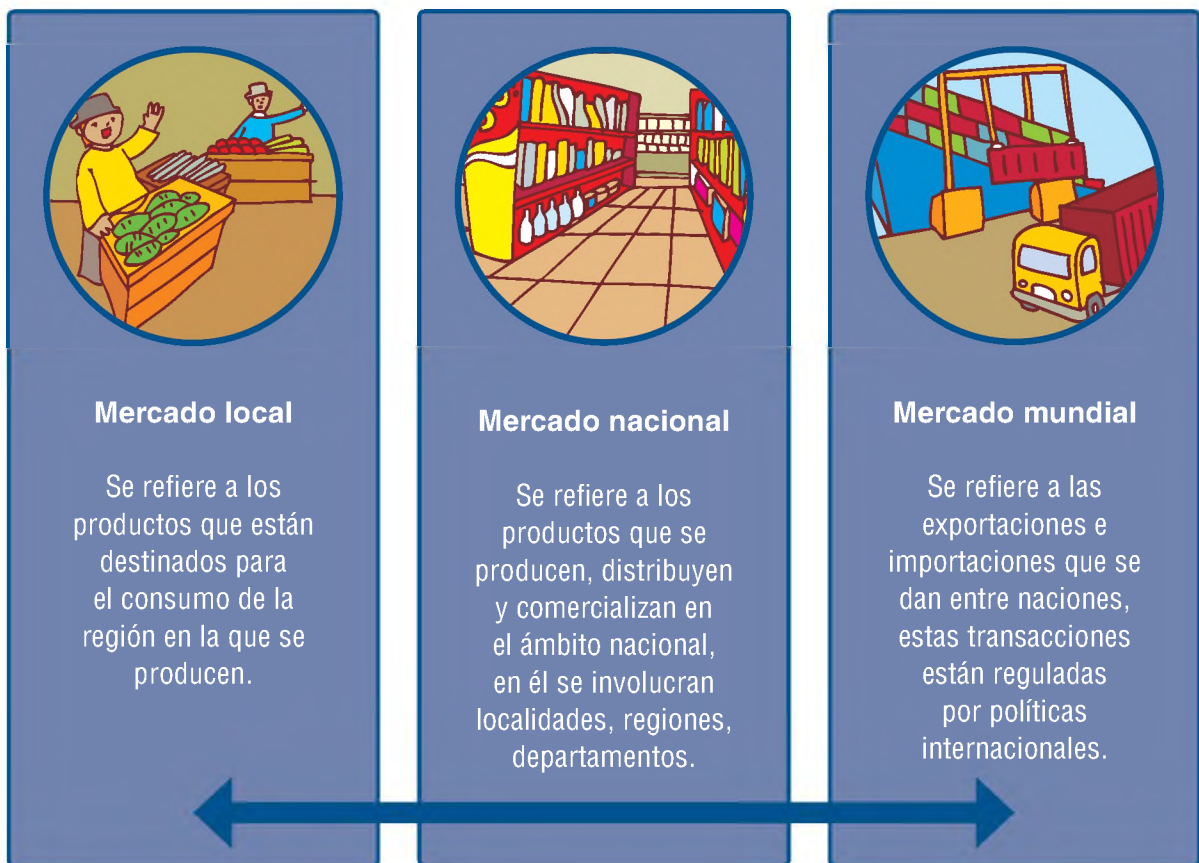 Mercado local
Se refiere a los
productos que están
destinados para
el consumo de la
región en la que se
producen.
Mercado nacional
Se refiere a los
productos que se
producen, distribuyen
y comercializan en
el ámbito nacional,
en él se involucran
localidades, regiones,
departamentos.
Mercado mundial
Se refiere a las
exportaciones e
importaciones que se
dan entre naciones,
estas transacciones
están reguladas
por políticas
internacionales.